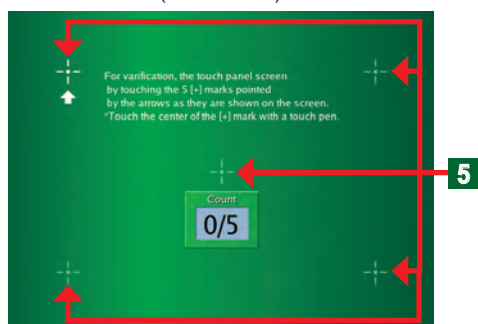 For varification, the touch panel screen
by touching the 5 [+] marks pointed
by the arrows as they are shown on the screen.
*Touch the center of the [+] mark with a touch pen.
5
Count
0/5